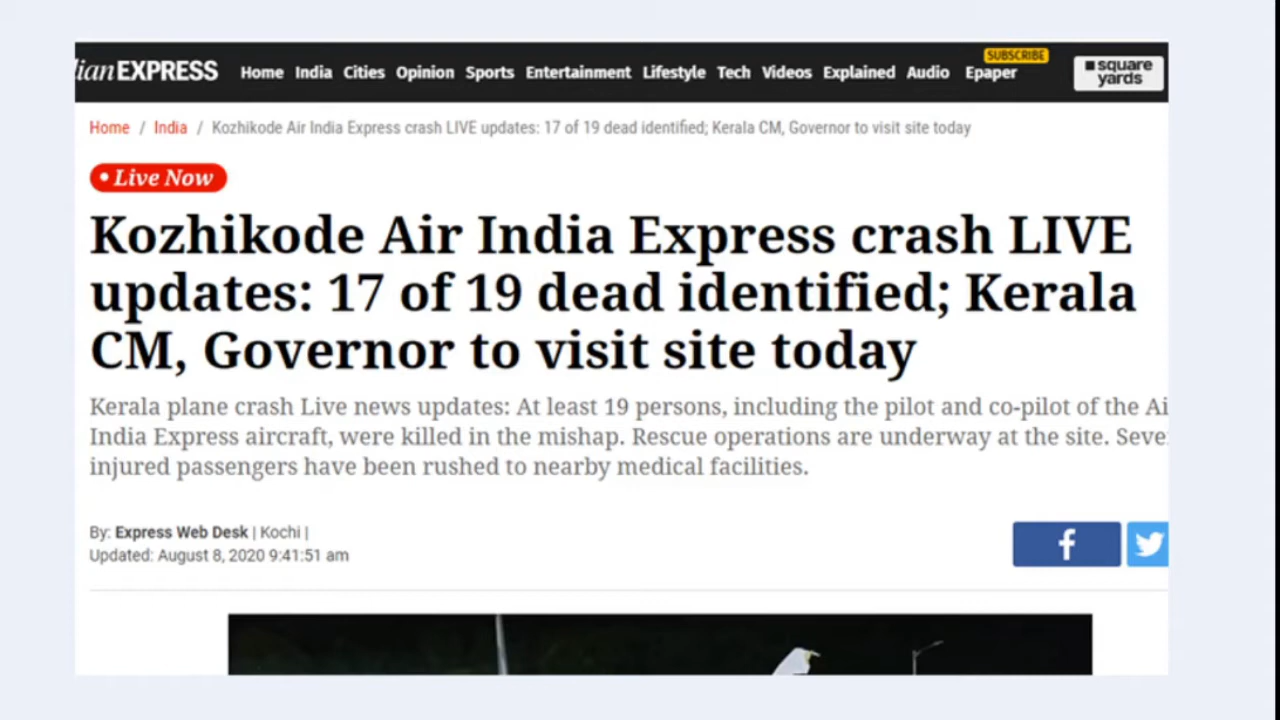 ian EXPRESS Home India Cities Opinion Sports Entertainment Lifestyle Tech Videos Explained Audio Epaper SUBSCRIBE square yards
Home / India / Kozhikode Air India Express crash LIVE updates: 17 of 19 dead identified; Kerala CM, Governor to visit site today
• Live Now
Kozhikode Air India Express crash LIVE
updates: 17 of 19 dead identified; Kerala
CM, Governor to visit site today
Kerala plane crash Live news updates: At least 19 persons, including the pilot and co-pilot of the Ai
India Express aircraft, were killed in the mishap. Rescue operations are underway at the site. Seve
injured passengers have been rushed to nearby medical facilities.
By: Express Web Desk | Kochi |
Updated: August 8, 2020 9:41:51 am